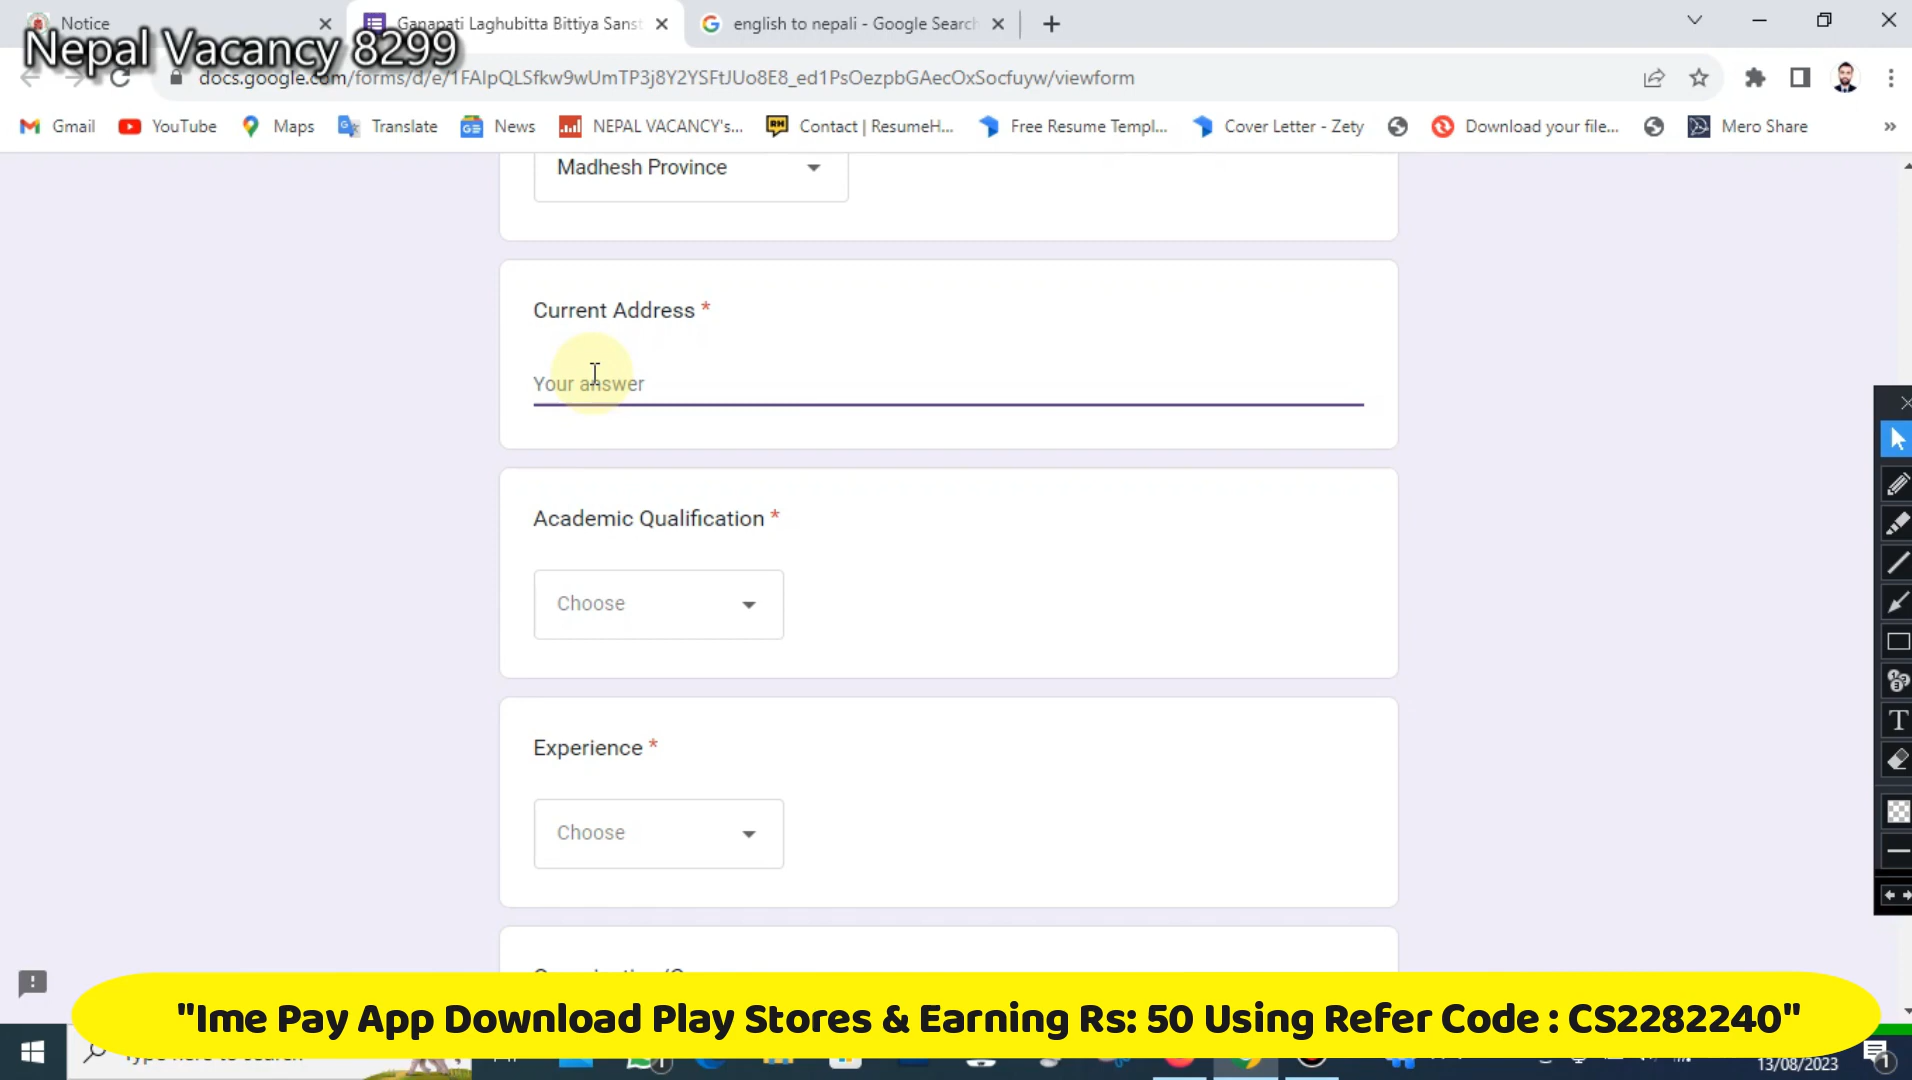 Notice
Ganapati Laghubitta Bittiya Sanst
english to nepali - Google Search
Nepal Vacancy 8299
docs.google.com/forms/d/e/1FAIpQLSfkw9wUmTP3j8Y2YSFtJUo8E8_ed1PsOezpbGAecOxSocfuyw/viewform
Gmail YouTube Maps Translate News NEPAL VACANCY's... Contact | ResumeH... Free Resume Templ... Cover Letter - Zety Download your file... Mero Share »
Madhesh Province
Current Address *
Your answer
Academic Qualification *
Choose
Experience *
Choose
"Ime Pay App Download Play Stores & Earning Rs: 50 Using Refer Code : CS2282240"
13/08/2023